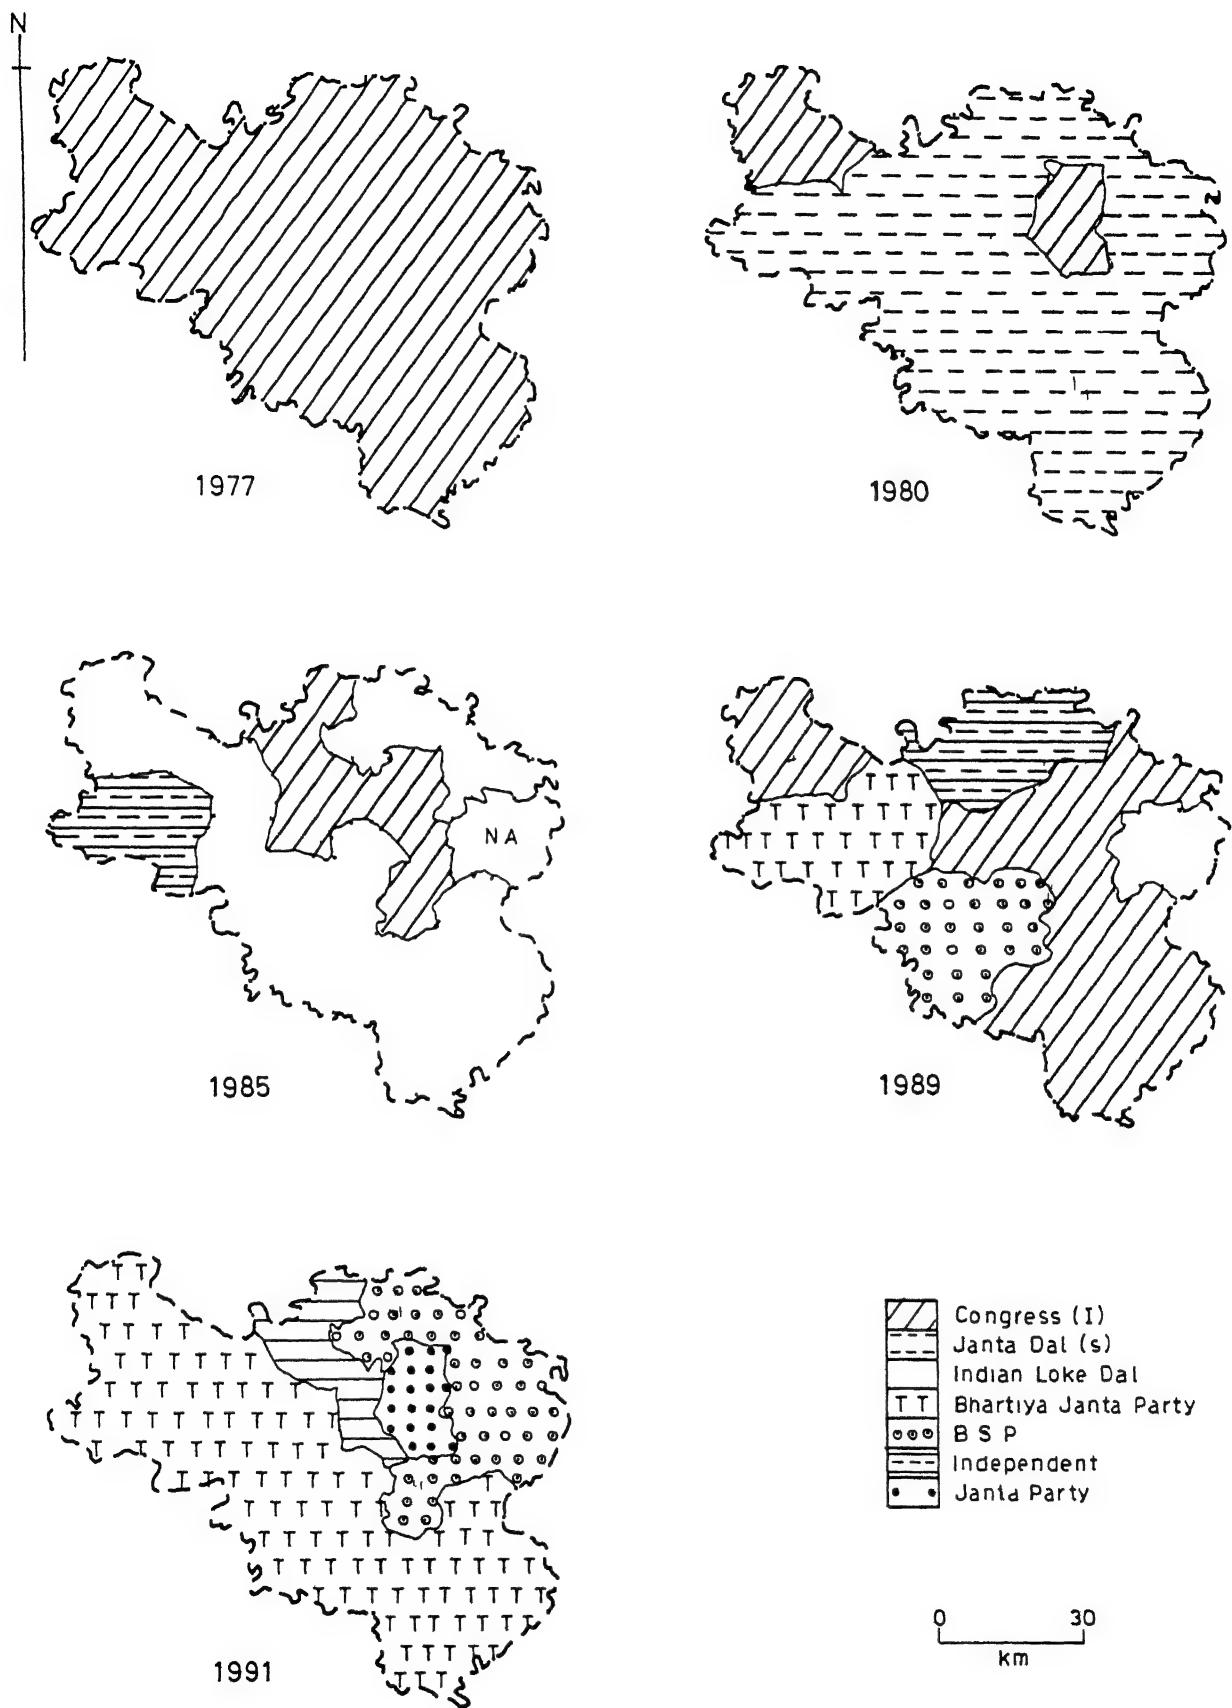 N
1977
1980
NA
1985
1989
1991
Congress (I)
Janta Dal (s)
Indian Loke Dal
T T Bhartiya Janta Party
B S P
Independent
Janta Party
0 30
km